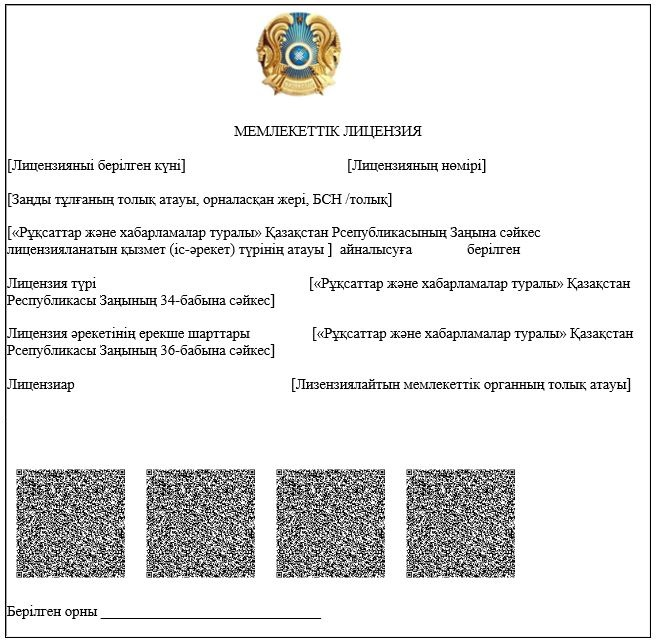 МЕМЛЕКЕТТІК ЛИЦЕНЗИЯ
[Лицензияныі берілген күні] [Лицензияның нөмірі]
[Заңды тұлғаның толық атауы, орналасқан жері, БСН /толық]
[«Рұқсаттар және хабарламалар туралы» Қазақстан Рсепубликасының Заңына сәйкес
лицензияланатын қызмет (іс-әрекет) түрінің атауы ] айналысуға берілген
Лицензия түрі [«Рұқсаттар және хабарламалар туралы» Қазақстан
Республикасы Заңының 34-бабына сәйкес]
Лицензия әрекетінің ерекше шарттары [«Рұқсаттар және хабарламалар туралы» Қазақстан
Рсепубликасы Заңының 36-бабына сәйкес]
Лицензиар [Лизензиялайтын мемлекеттік органның толық атауы]
Берілген орны ______________________________